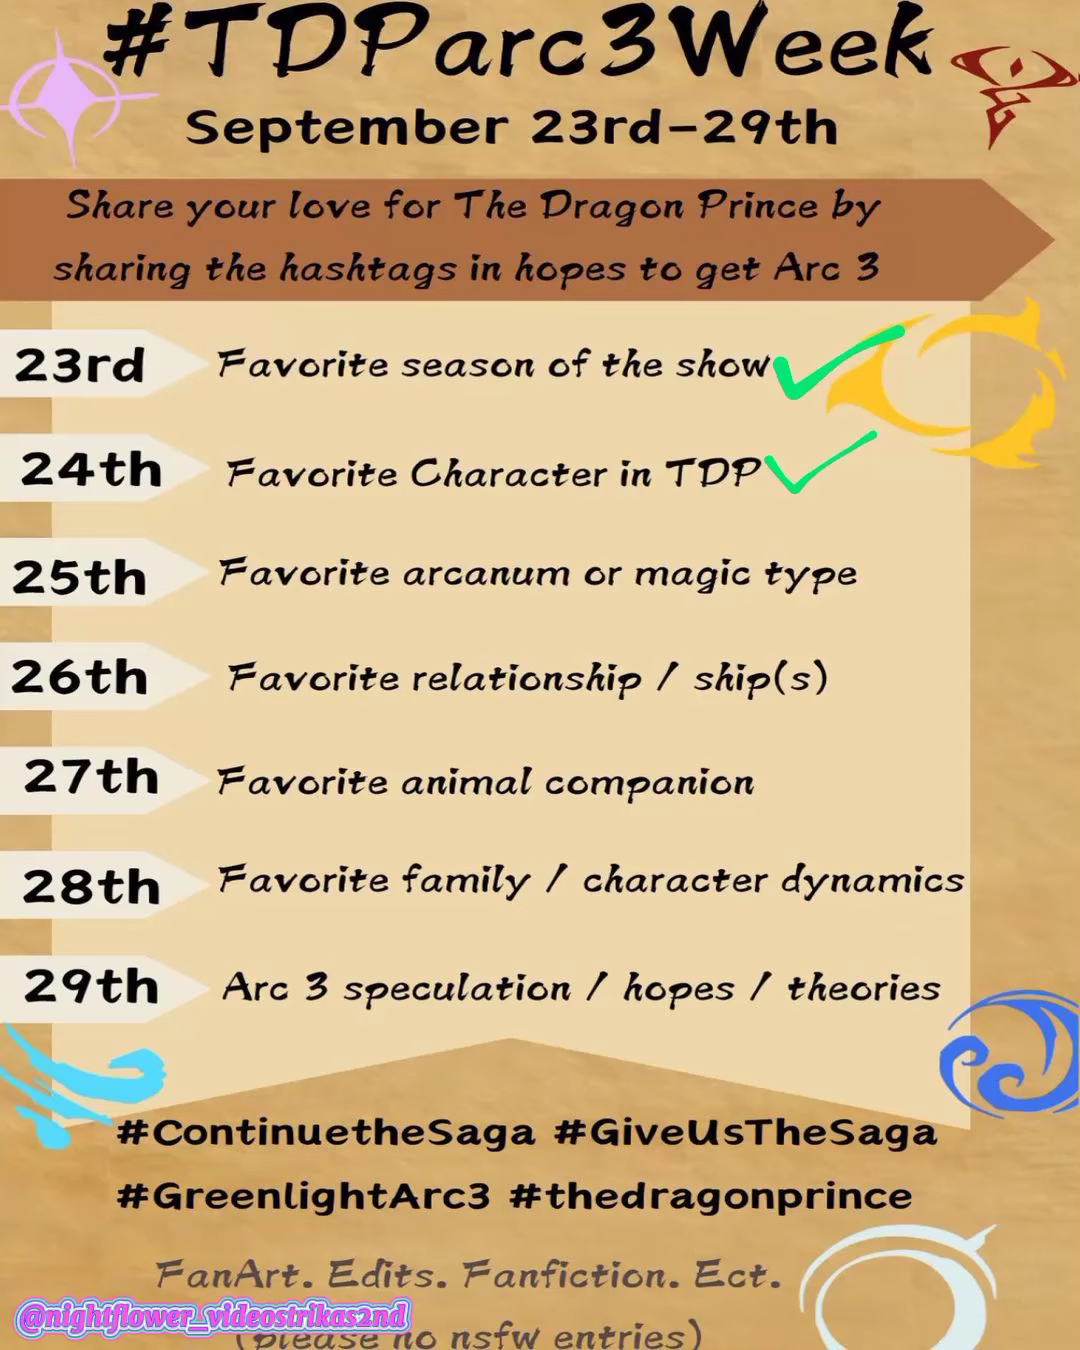 #TDParc3Week
September 23rd-29th
Share your love for The Dragon Prince by
sharing the hashtags in hopes to get Arc 3
23rd Favorite season of the show
24th Favorite Character in TDP
25th Favorite arcanum or magic type
26th Favorite relationship / ship(s)
27th Favorite animal companion
28th Favorite family / character dynamics
29th Arc 3 speculation / hopes / theories
#ContinuetheSaga #GiveUsTheSaga
#GreenlightArc3 #thedragonprince
FanArt. Edits. Fanfiction. Ect.
@nightflower_videostrikas2nd
(please no nsfw entries)